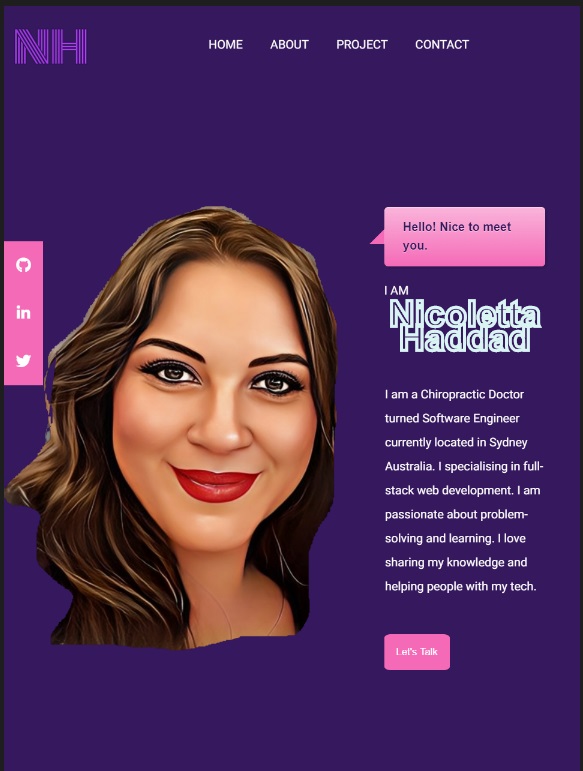 NH
HOME ABOUT PROJECT CONTACT
Hello! Nice to meet
you.
I AM
Nicoletta
Haddad
I am a Chiropractic Doctor
turned Software Engineer
currently located in Sydney
Australia. I specialising in full-
stack web development. I am
passionate about problem-
solving and learning. I love
sharing my knowledge and
helping people with my tech.
Let's Talk